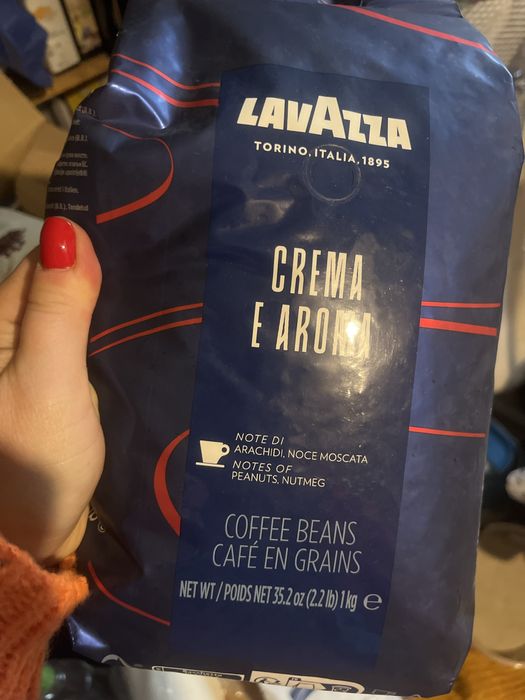 LAVAZZA
TORINO, ITALIA, 1895
CREMA
E AROMA
NOTE DI
ARACHIDI, NOCE MOSCATA
NOTES OF
PEANUTS, NUTMEG
COFFEE BEANS
CAFÉ EN GRAINS
NET WT / POIDS NET 35.2 oz (2.2 lb) 1 kg e